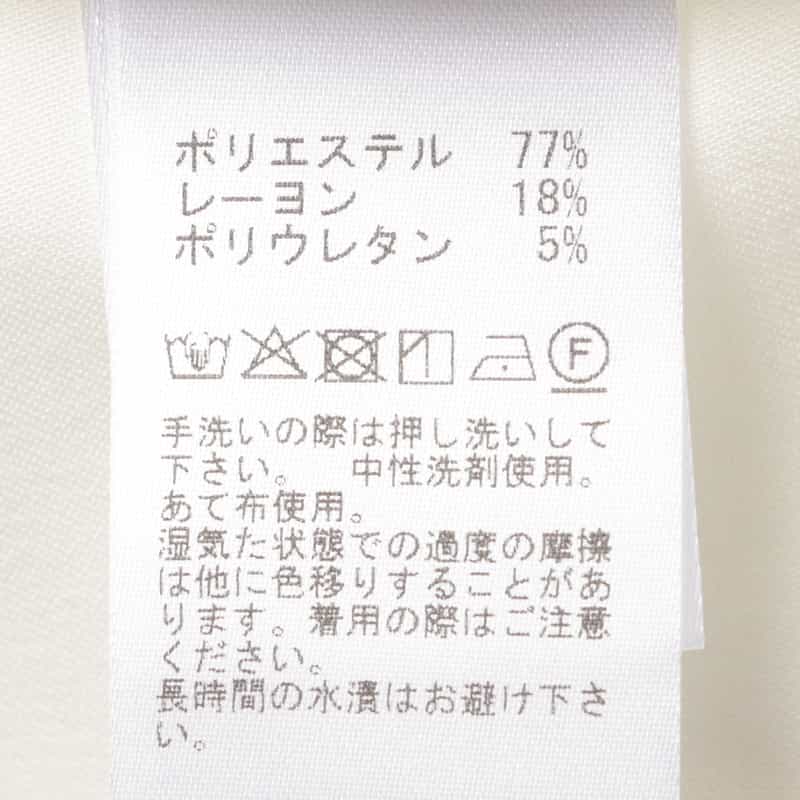 ポリエステル 77%
レーヨン 18%
ポリウレタン 5%
F
手洗いの際は押し洗いして
下さい。 中性洗剤使用。
あて布使用。
湿気た状態での過度の摩擦
は他に色移りすることがあ
ります。着用の際はご注意
ください。
長時間の水漬はお避け下さ
い。